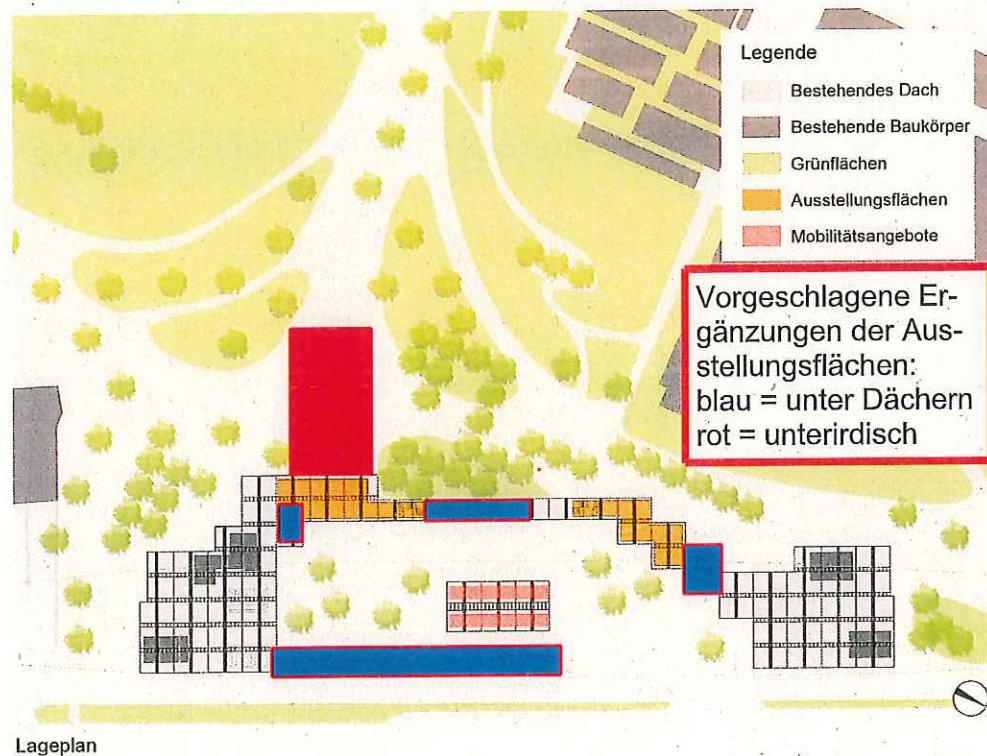 Legende
Bestehendes Dach
Bestehende Baukörper
Grünflächen
Ausstellungsflächen
Mobilitätsangebote
Vorgeschlagene Er-
gänzungen der Aus-
stellungsflächen:
blau = unter Dächern
rot = unterirdisch
Lageplan